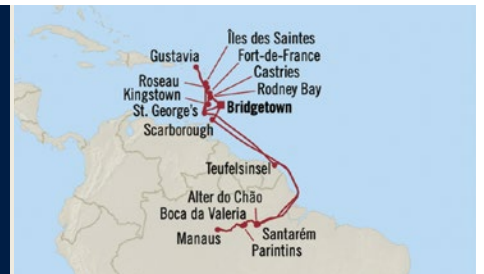 Îles des Saintes
Gustavia
Fort-de-France
Castries
Roseau
Rodney Bay
Kingstown
Bridgetown
St. George's
Scarborough
Teufelsinsel
Alter do Chão
Boca da Valeria
Santarém
Manaus
Parintins